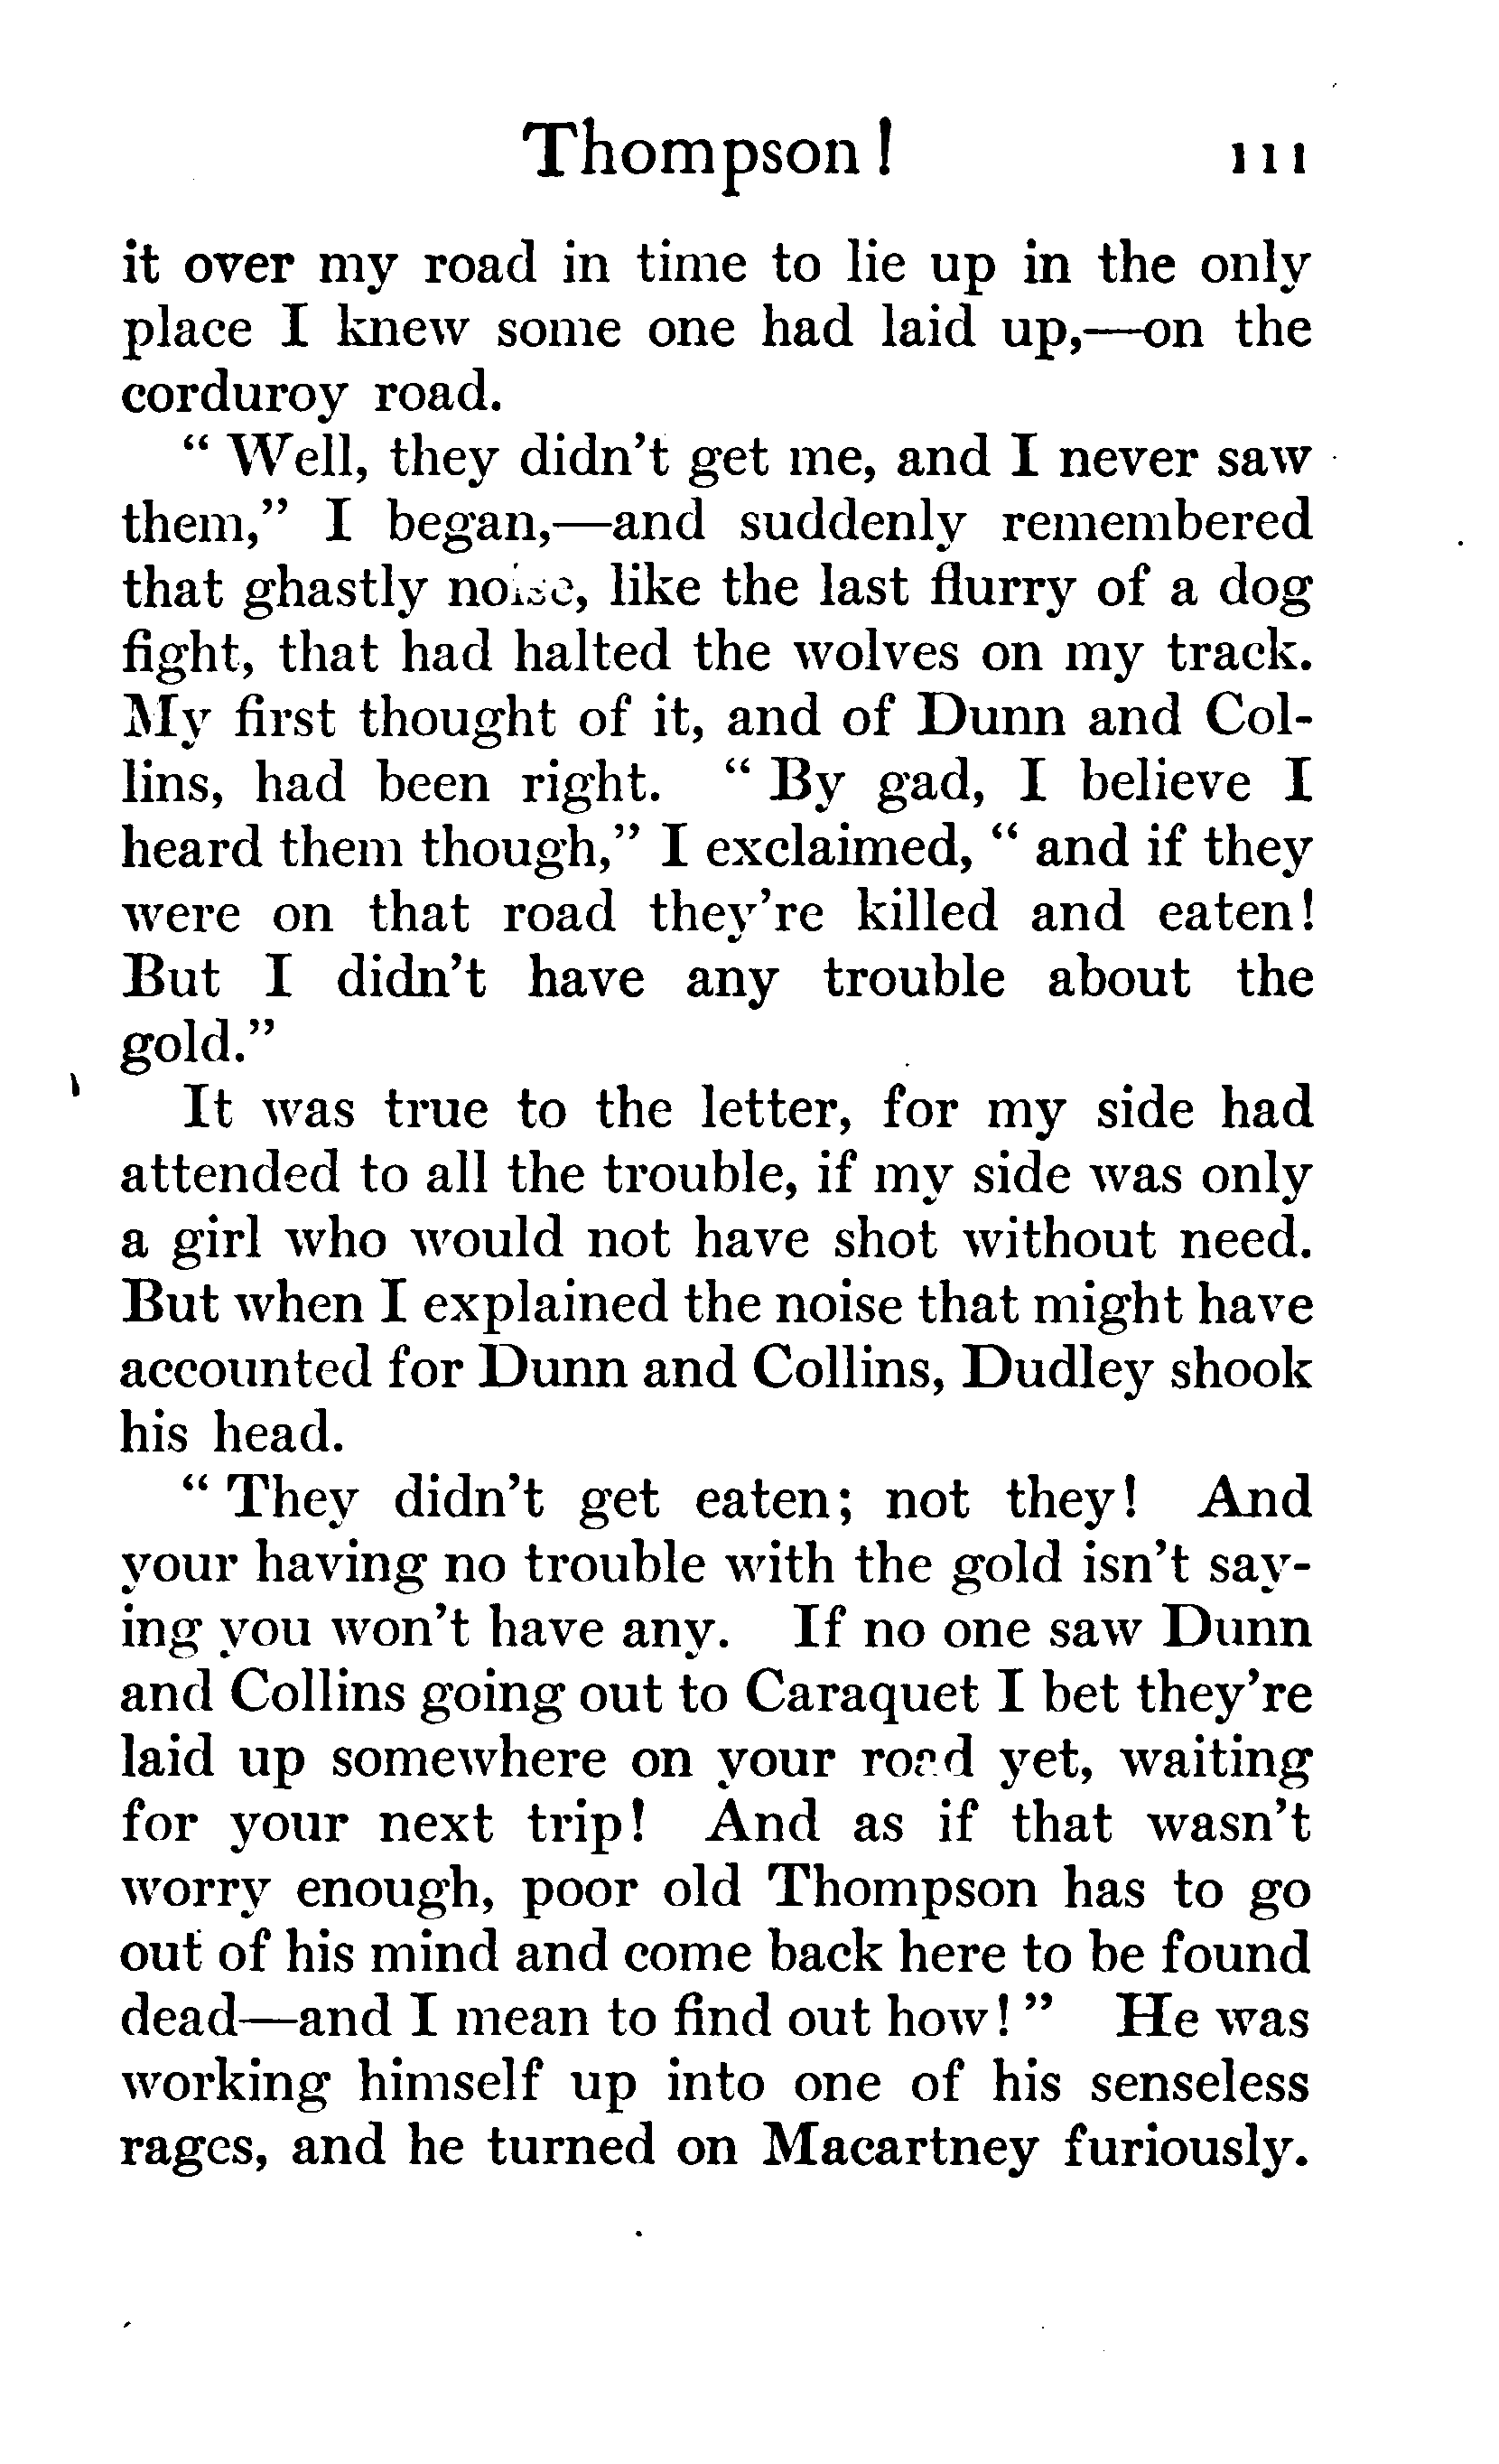 Thompson! 111
it over my road in time to lie up in the only
place I knew some one had laid up,—on the
corduroy road.
" Well, they didn't get me, and I never saw
them," I began,—and suddenly remembered
that ghastly noise, like the last flurry of a dog
fight, that had halted the wolves on my track.
My first thought of it, and of Dunn and Col-
lins, had been right. " By gad, I believe I
heard them though," I exclaimed, " and if they
were on that road they're killed and eaten!
But I didn't have any trouble about the
gold."
It was true to the letter, for my side had
attended to all the trouble, if my side was only
a girl who would not have shot without need.
But when I explained the noise that might have
accounted for Dunn and Collins, Dudley shook
his head.
" They didn't get eaten; not they! And
your having no trouble with the gold isn't say-
ing you won't have any. If no one saw Dunn
and Collins going out to Caraquet I bet they're
laid up somewhere on your road yet, waiting
for your next trip! And as if that wasn't
worry enough, poor old Thompson has to go
out of his mind and come back here to be found
dead—and I mean to find out how! " He was
working himself up into one of his senseless
rages, and he turned on Macartney furiously.